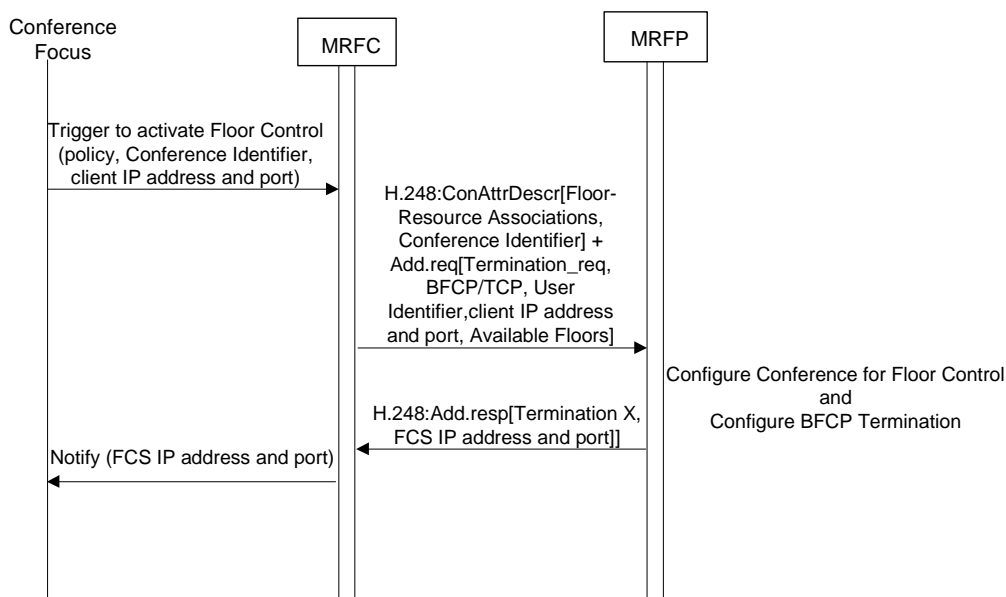 Conference
Focus
MRFC
MRFP
Trigger to activate Floor Control
(policy, Conference Identifier,
client IP address and port)
H.248:ConAttrDescr[Floor-
Resource Associations,
Conference Identifier] +
Add.req[Termination_req,
BFCP/TCP, User
Identifier,client IP address
and port, Available Floors]
Configure Conference for Floor Control
and
Configure BFCP Termination
H.248:Add.resp[Termination X,
FCS IP address and port]]
Notify (FCS IP address and port)